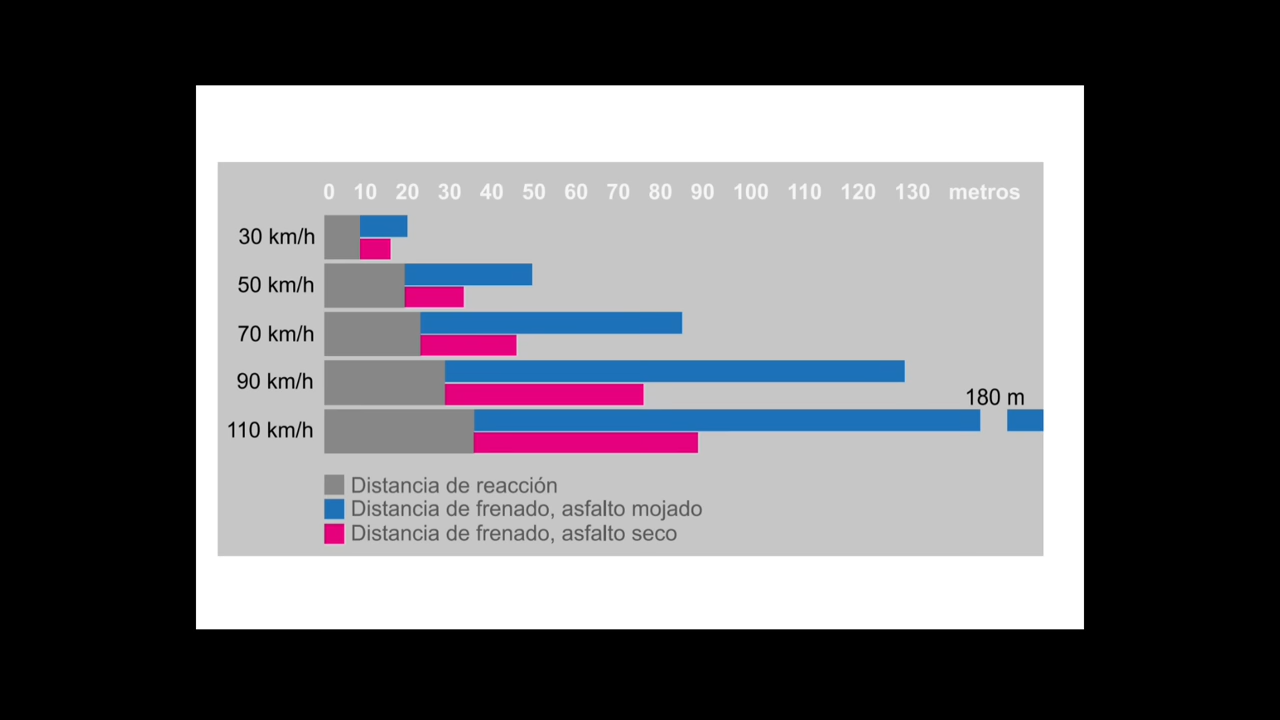 0 10 20 30 40 50 60 70 80 90 100 110 120 130 metros
30 km/h
50 km/h
70 km/h
90 km/h
180 m
110 km/h
Distancia de reacción
Distancia de frenado, asfalto mojado
Distancia de frenado, asfalto seco